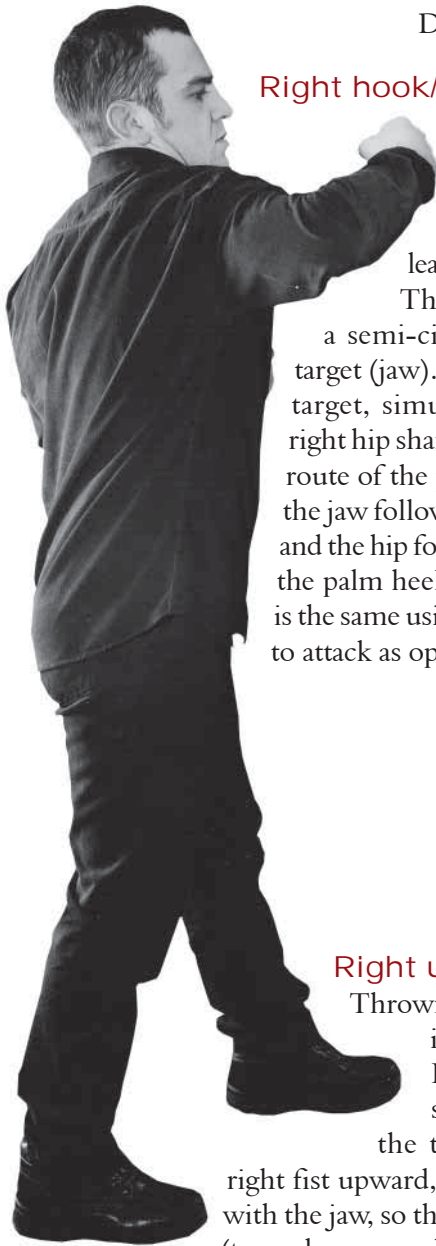 D
Right hook/
lea
Th
a semi-ci
target (jaw).
target, simu
right hip shar
route of the
the jaw follow
and the hip fo
the palm heel
is the same usi
to attack as op
Right u
Throw
i
the t
right fist upward,
with the jaw, so th